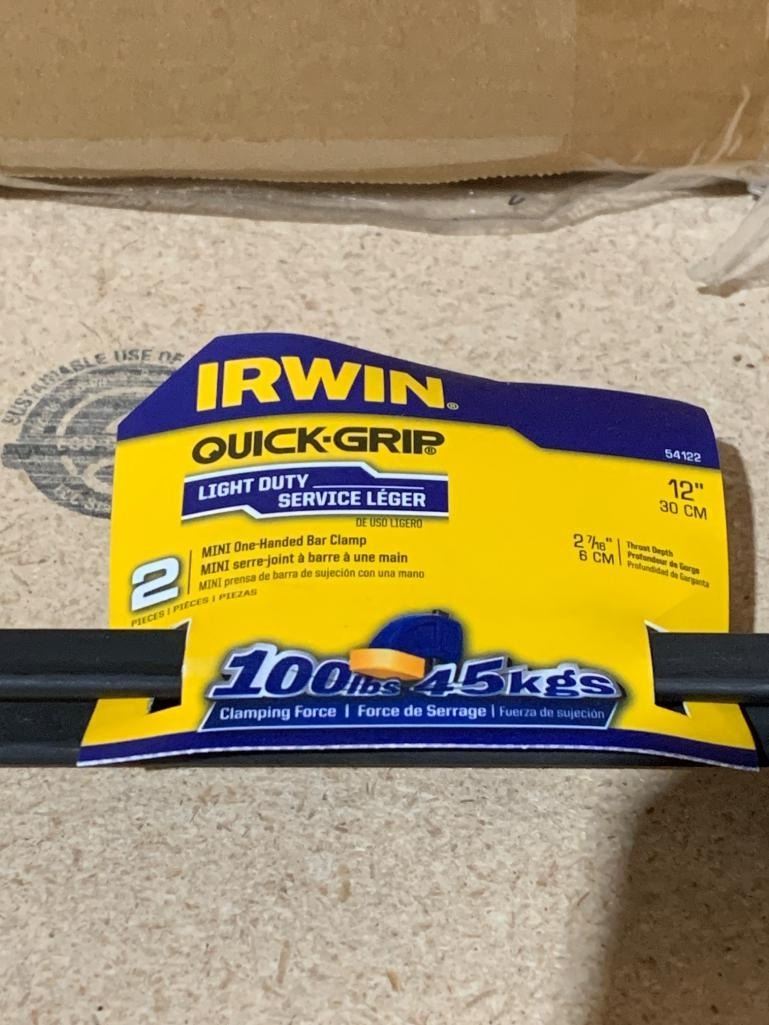 SUSTAINABLE USE OF
IRWIN®
QUICK-GRIP®
54122
LIGHT DUTY
SERVICE LÉGER
DE USO LIGERO
12"
30 CM
2 7/16"
6 CM
Throat Depth
Profondeur de Gorge
Profundidad de Garganta
2
PIECES | PIÈCES | PIEZAS
MINI One-Handed Bar Clamp
MINI serre-joint à barre à une main
MINI prensa de barra de sujeción con una mano
100lbs 45kgs
Clamping Force | Force de Serrage | Fuerza de sujeción